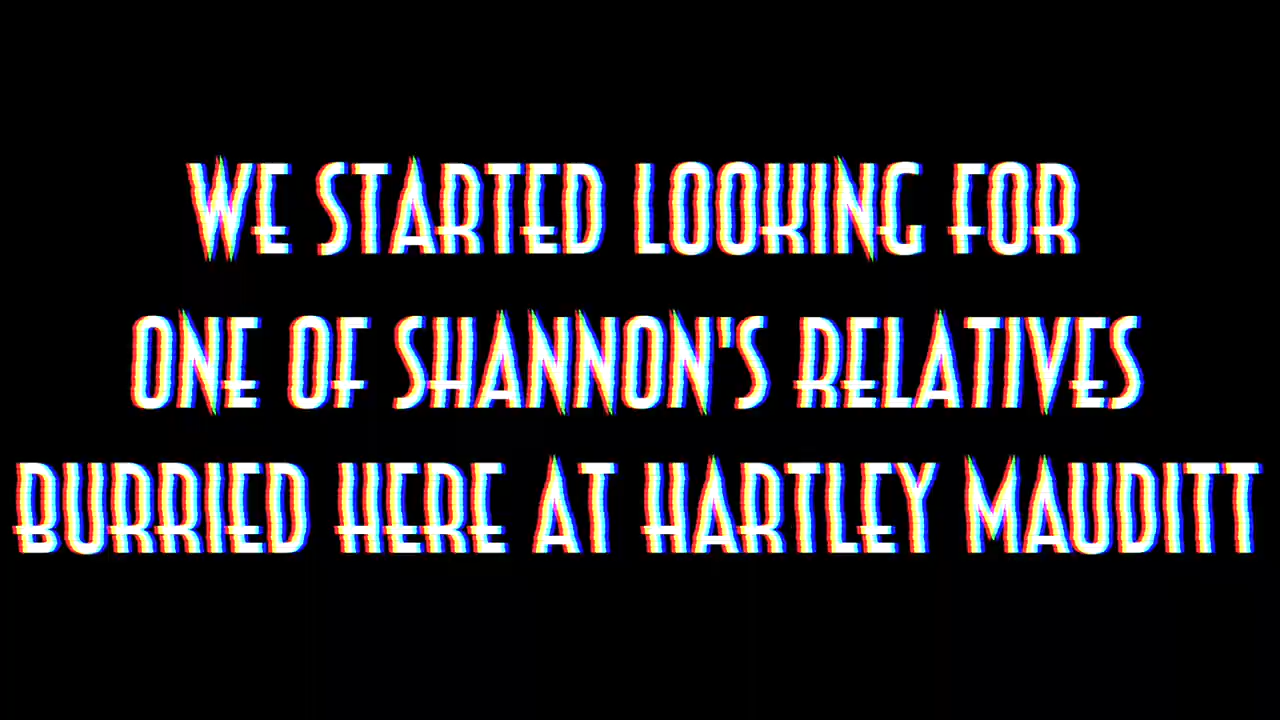 WE STARTED LOOKING FOR
ONE OF SHANNON'S RELATIVES
BURRIED HERE AT HARTLEY MAUDITT